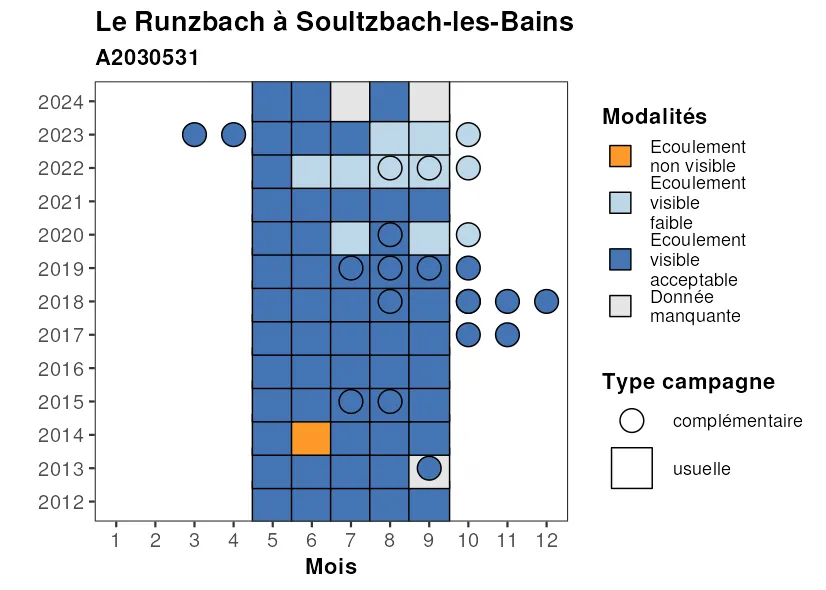 Le Runzbach à Soultzbach-les-Bains
A2030531
2024
2023
2022
2021
2020
2019
2018
2017
2016
2015
2014
2013
2012
1 2 3 4 5 6 7 8 9 10 11 12
Mois
Modalités
Ecoulement
non visible
Ecoulement
visible
faible
Ecoulement
visible
acceptable
Donnée
manquante
Type campagne
complémentaire
usuelle